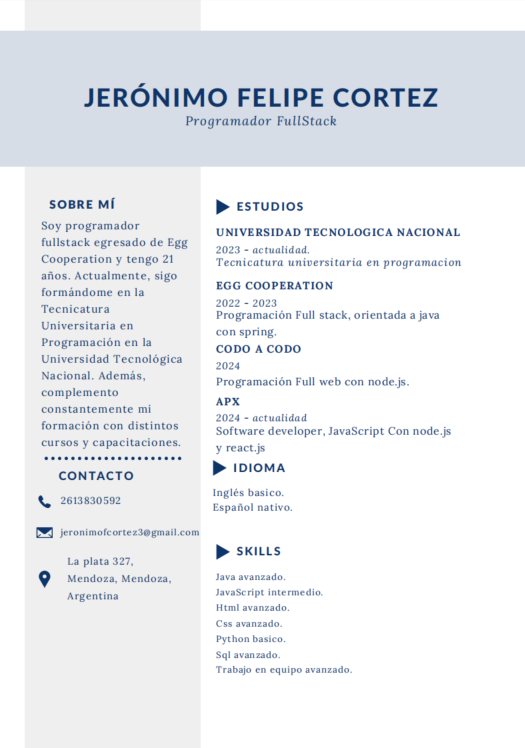 JERÓNIMO FELIPE CORTEZ
Programador FullStack
SOBRE MÍ
Soy programador
fullstack egresado de Egg
Cooperation y tengo 21
años. Actualmente, sigo
formándome en la
Tecnicatura
Universitaria en
Programación en la
Universidad Tecnològica
Nacional. Además,
complemento
constantemente mi
formación con distintos
cursos y capacitaciones.
CONTACTO
2613830592
jeronimofcortez3@gmail.com
La plata 327,
Mendoza, Mendoza,
Argentina
ESTUDIOS
UNIVERSIDAD TECNOLOGICA NACIONAL
2023 - actualidad.
Tecnicatura universitaria en programacion
EGG COOPERATION
2022 - 2023
Programación Full stack, orientada a java
con spring.
CODO A CODO
2024
Programación Full web con node.js.
APX
2024 - actualidad
Software developer, JavaScript Con node.js
y react.js
IDIOMA
Inglés basico.
Español nativo.
SKILLS
Java avanzado.
JavaScript intermedio.
Html avanzado.
Css avanzado.
Python basico.
Sql avanzado.
Trabajo en equipo avanzado.